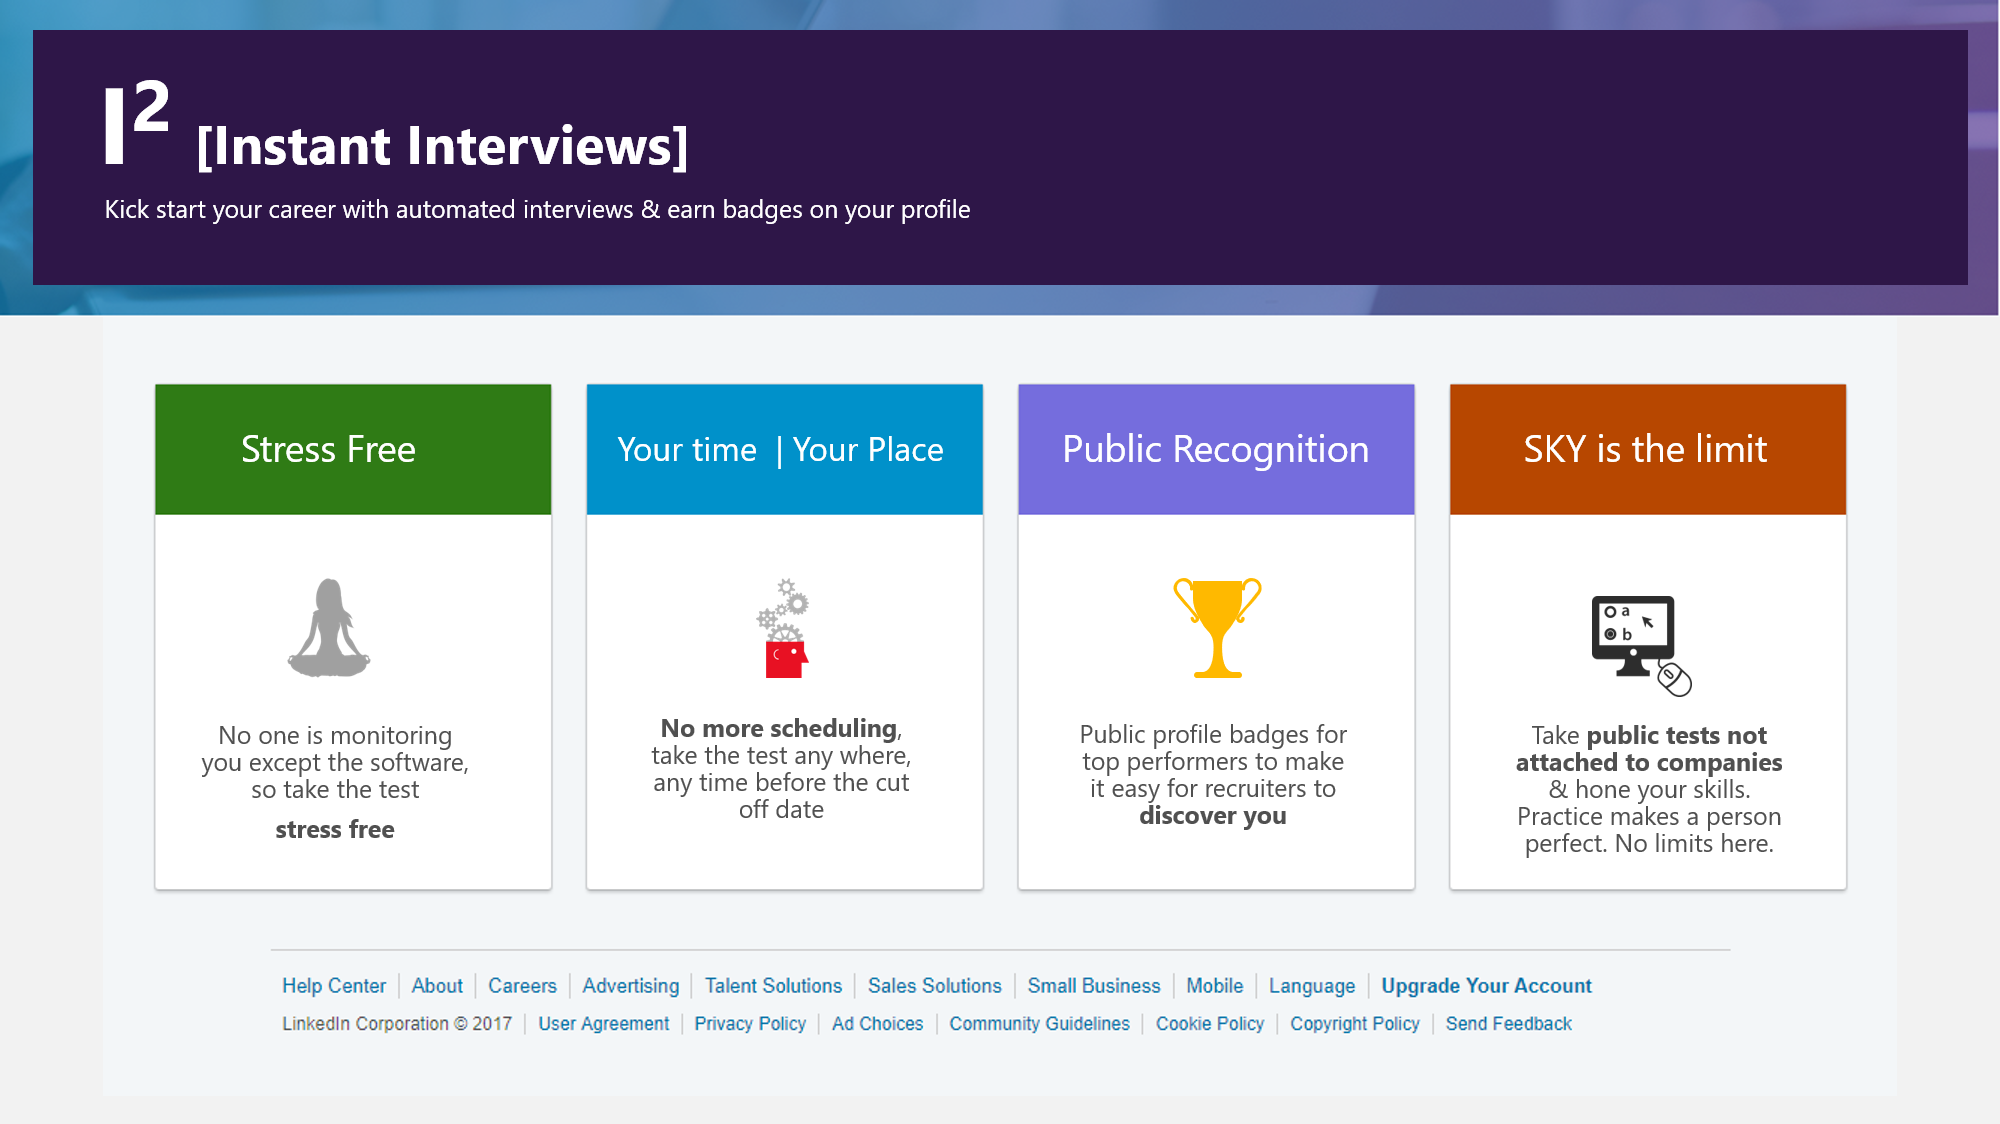 I² [Instant Interviews]
Kick start your career with automated interviews & earn badges on your profile
Stress Free
No one is monitoring
you except the software,
so take the test
stress free
Your time | Your Place
No more scheduling,
take the test any where,
any time before the cut
off date
Public Recognition
Public profile badges for
top performers to make
it easy for recruiters to
discover you
SKY is the limit
a
b
Take public tests not
attached to companies
& hone your skills.
Practice makes a person
perfect. No limits here.
Help Center | About | Careers | Advertising | Talent Solutions | Sales Solutions | Small Business | Mobile | Language | Upgrade Your Account
LinkedIn Corporation © 2017 | User Agreement | Privacy Policy | Ad Choices | Community Guidelines | Cookie Policy | Copyright Policy | Send Feedback